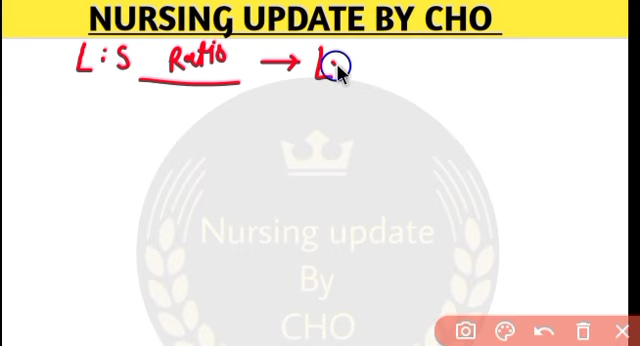 NURSING UPDATE BY CHO
L : S Ratio → L
Nursing update
By
CHO